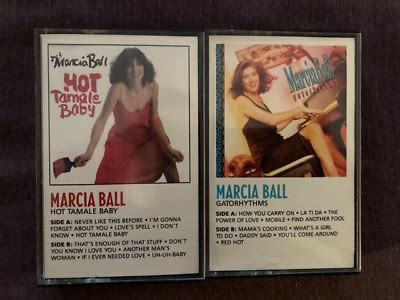 Marcia Ball
HOT
Tamale
BABY
MARCIA BALL
HOT TAMALE BABY
SIDE A: NEVER LIKE THIS BEFORE • I'M GONNA
FORGET ABOUT YOU • LOVE'S SPELL • I DON'T
KNOW • HOT TAMALE BABY
SIDE B: THAT'S ENOUGH OF THAT STUFF • DON'T
YOU KNOW I LOVE YOU • ANOTHER MAN'S
WOMAN • IF I EVER NEEDED LOVE • UH-UH-BABY
Marcia Ball
gatorhythms
MARCIA BALL
GATORHYTHMS
SIDE A: HOW YOU CARRY ON • LA TI DA • THE
POWER OF LOVE • MOBILE • FIND ANOTHER FOOL
SIDE B: MAMA'S COOKING • WHAT'S A GIRL
TO DO • DADDY SAID • YOU'LL COME AROUND
• RED HOT